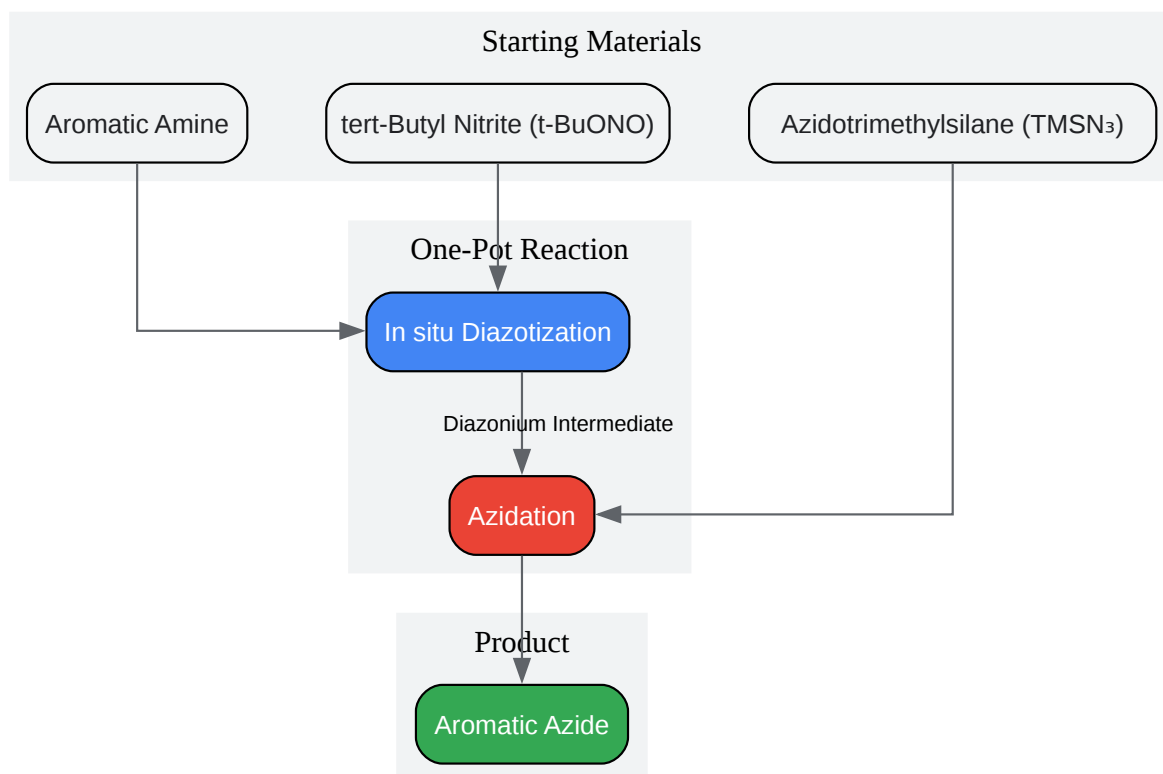 Starting Materials
Aromatic Amine
tert-Butyl Nitrite (t-BuONO)
Azidotrimethylsilane (TMSN₃)
One-Pot Reaction
In situ Diazotization
Diazonium Intermediate
Azidation
Product
Aromatic Azide